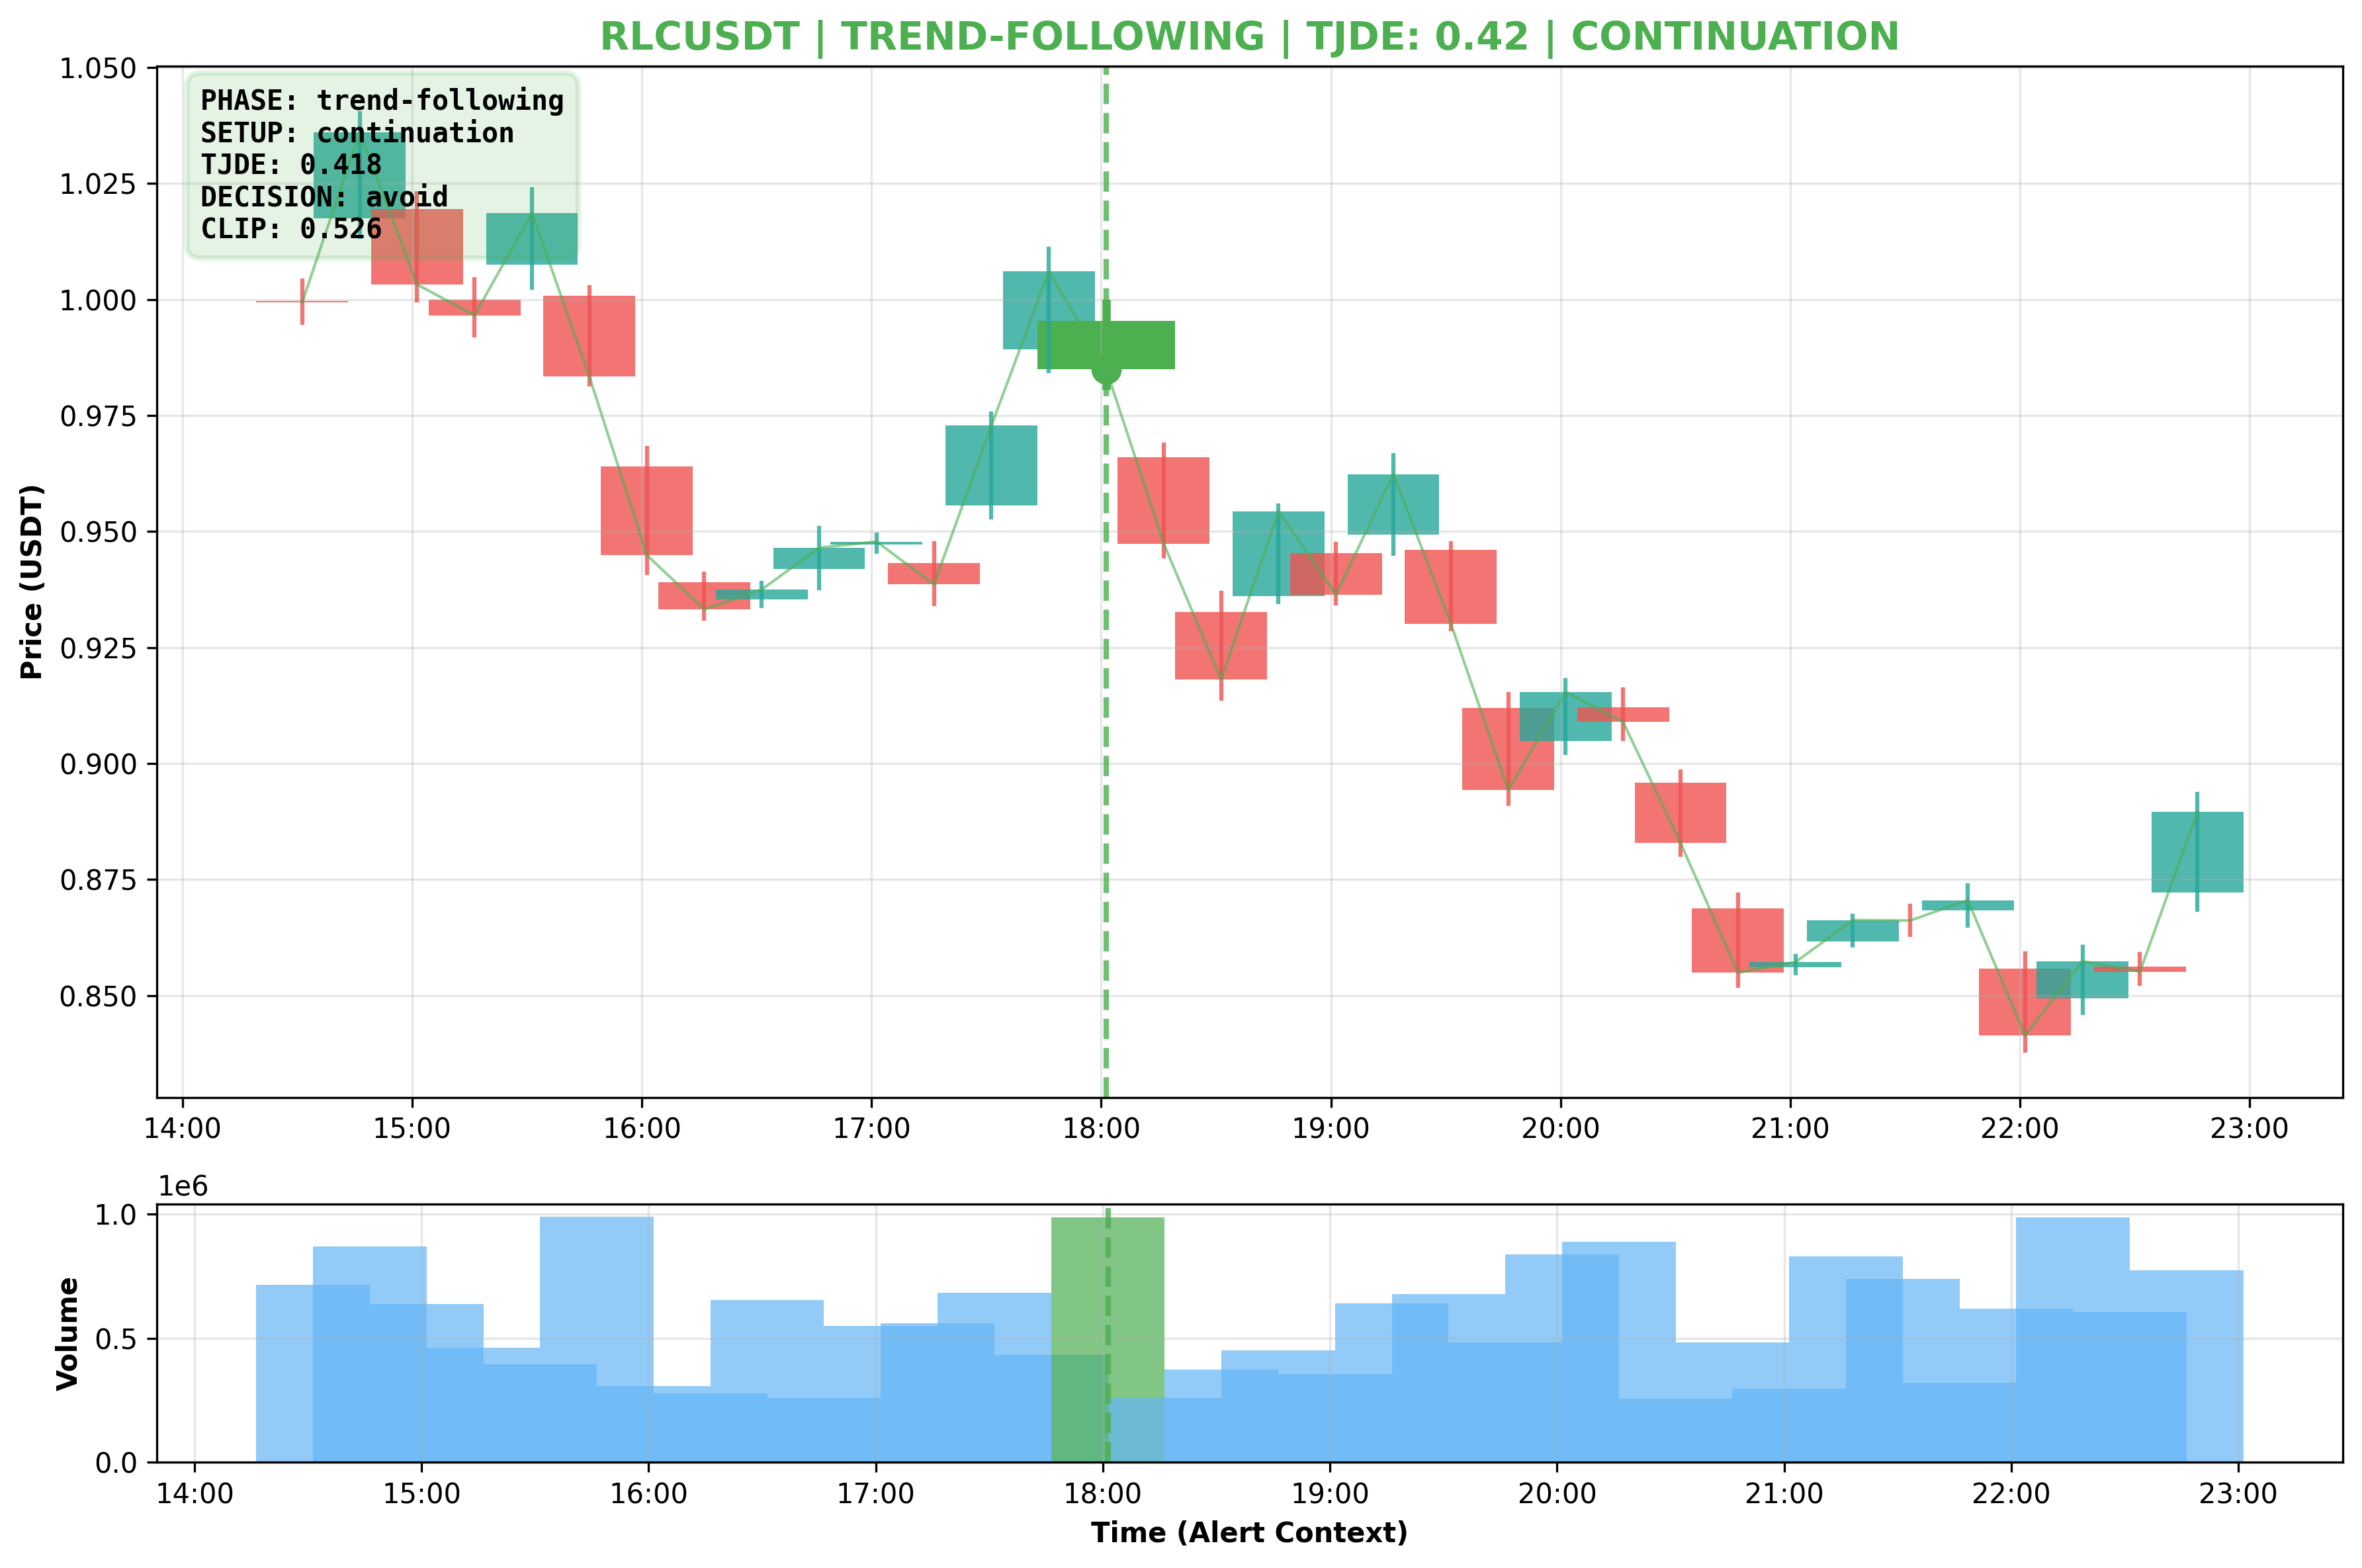 RLCUSDT | TREND-FOLLOWING | TJDE: 0.42 | CONTINUATION
PHASE: trend-following
SETUP: continuation
TJDE: 0.418
DECISION: avoid
CLIP: 0.526
Price (USDT)
1.050
1.025
1.000
0.975
0.950
0.925
0.900
0.875
0.850
14:00 15:00 16:00 17:00 18:00 19:00 20:00 21:00 22:00 23:00
1e6
Volume
1.0
0.5
0.0
14:00 15:00 16:00 17:00 18:00 19:00 20:00 21:00 22:00 23:00
Time (Alert Context)